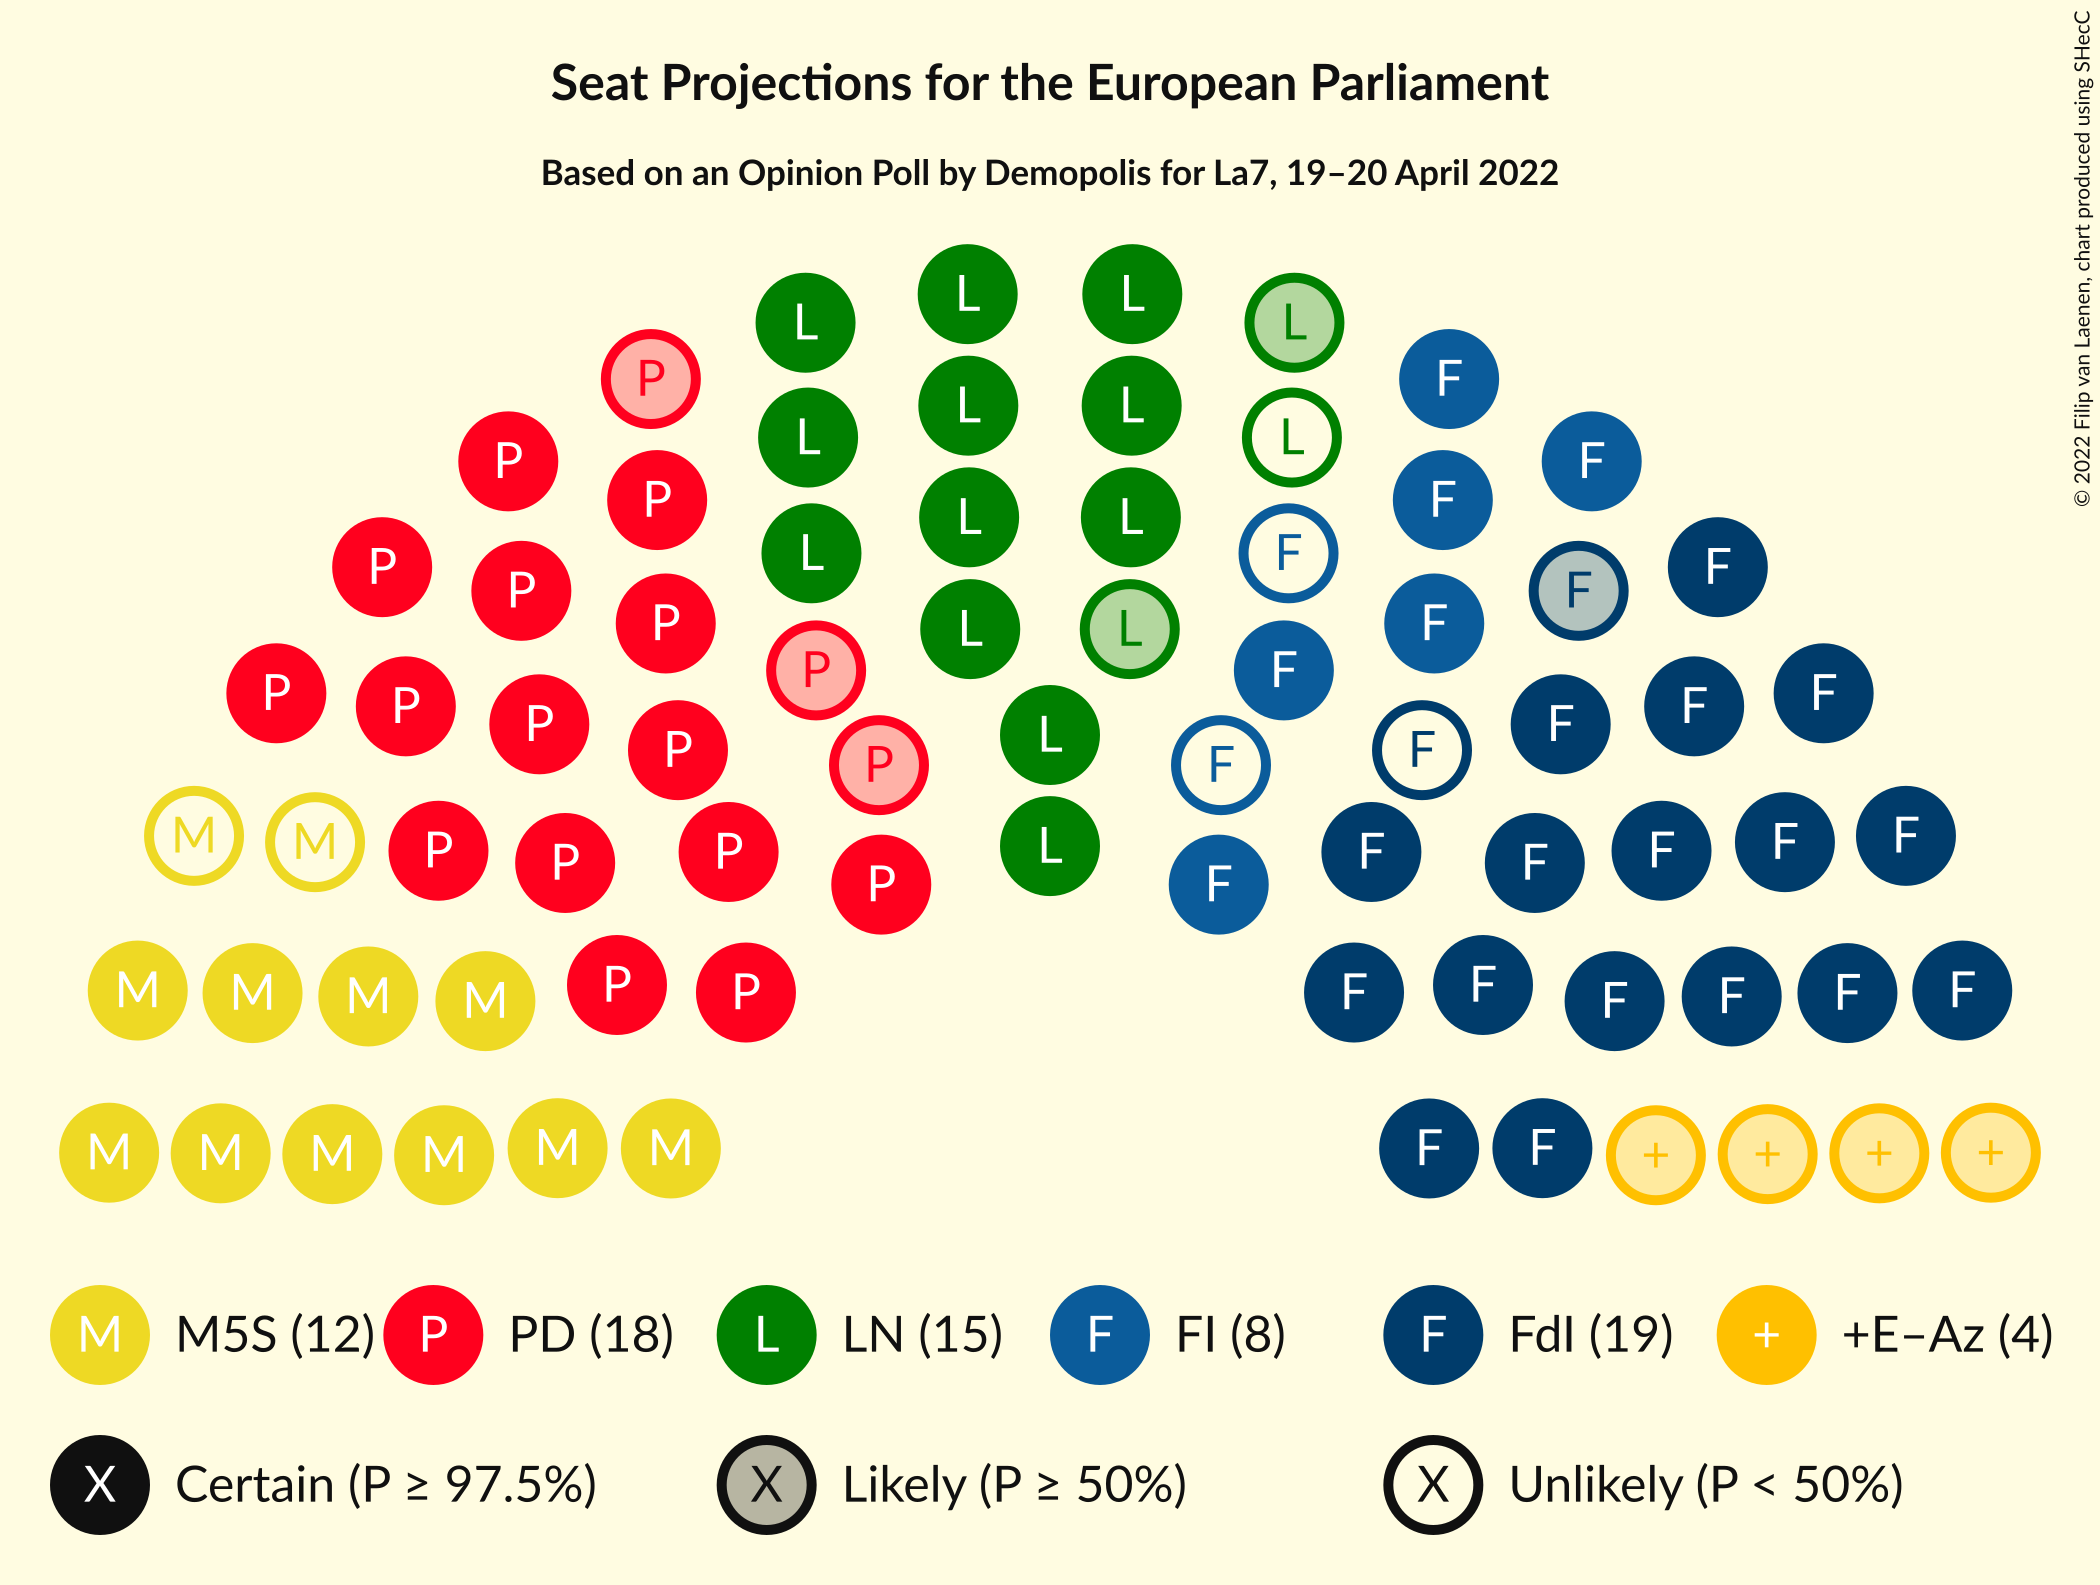 Seat Projections for the European Parliament
Based on an Opinion Poll by Demopolis for La7, 19–20 April 2022
© 2022 Filip van Laenen, chart produced using SHecC
L L
L L
P F
L L
L L
P F
P F
L L
F
P F
P F
L F
P F
P L
P F
P F
P F
P P F F
L
P F
P F
P F
M F
M F
L
P F
P F F
P F
P F
M M F F
M M F F
M M F F
P P F F
M M M M M M F F + + + +
M M5S (12) P PD (18) L LN (15) F FI (8) F FdI (19) + +E–Az (4)
X Certain (P ≥ 97.5%) X Likely (P ≥ 50%) X Unlikely (P < 50%)